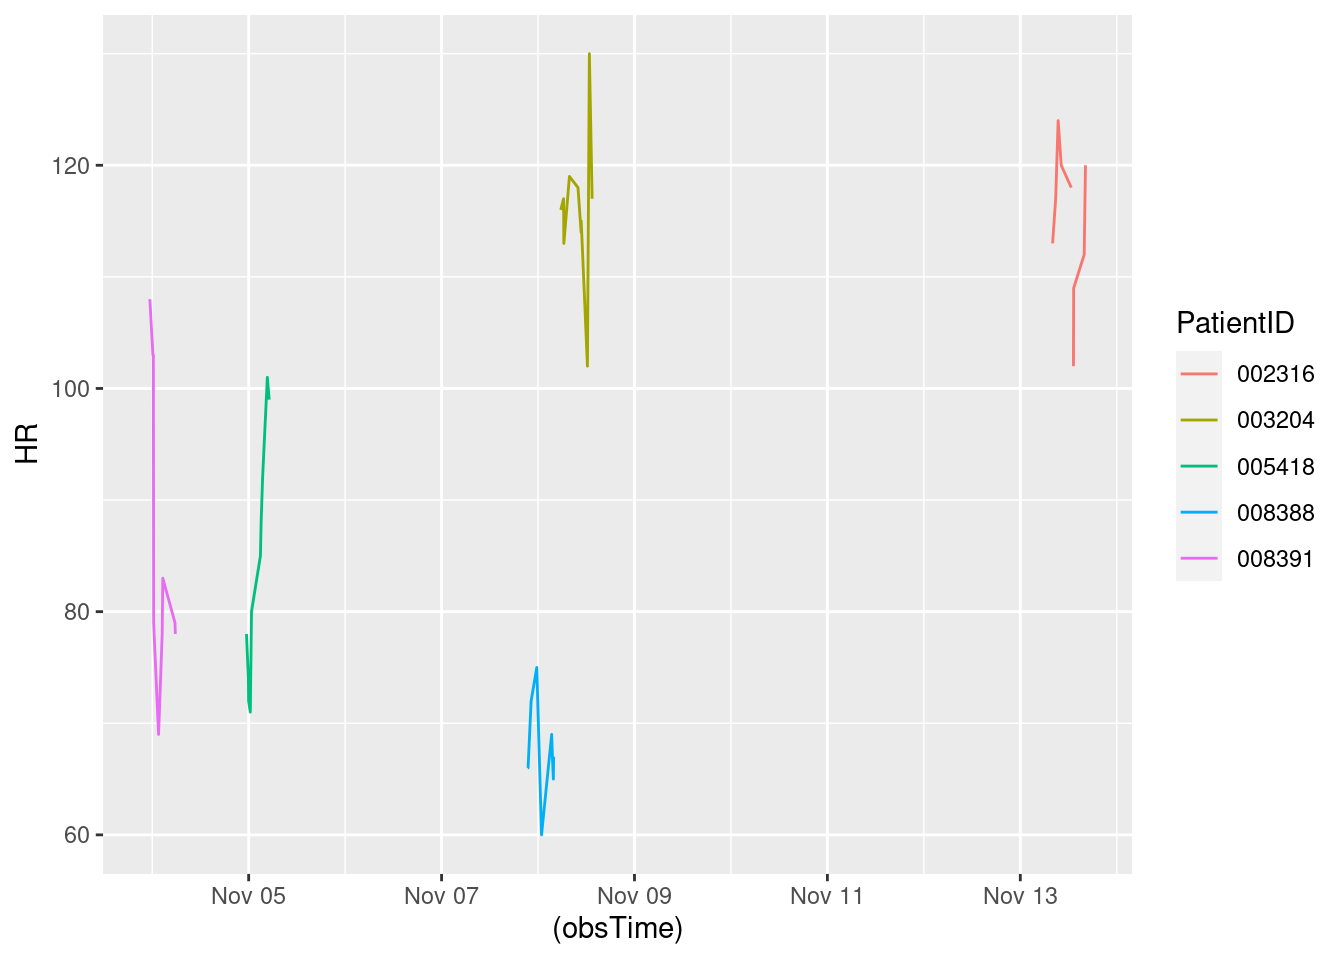 120
100
80
60
HR
Nov 05
Nov 07
Nov 09
Nov 11
Nov 13
(obsTime)
PatientID
002316
003204
005418
008388
008391